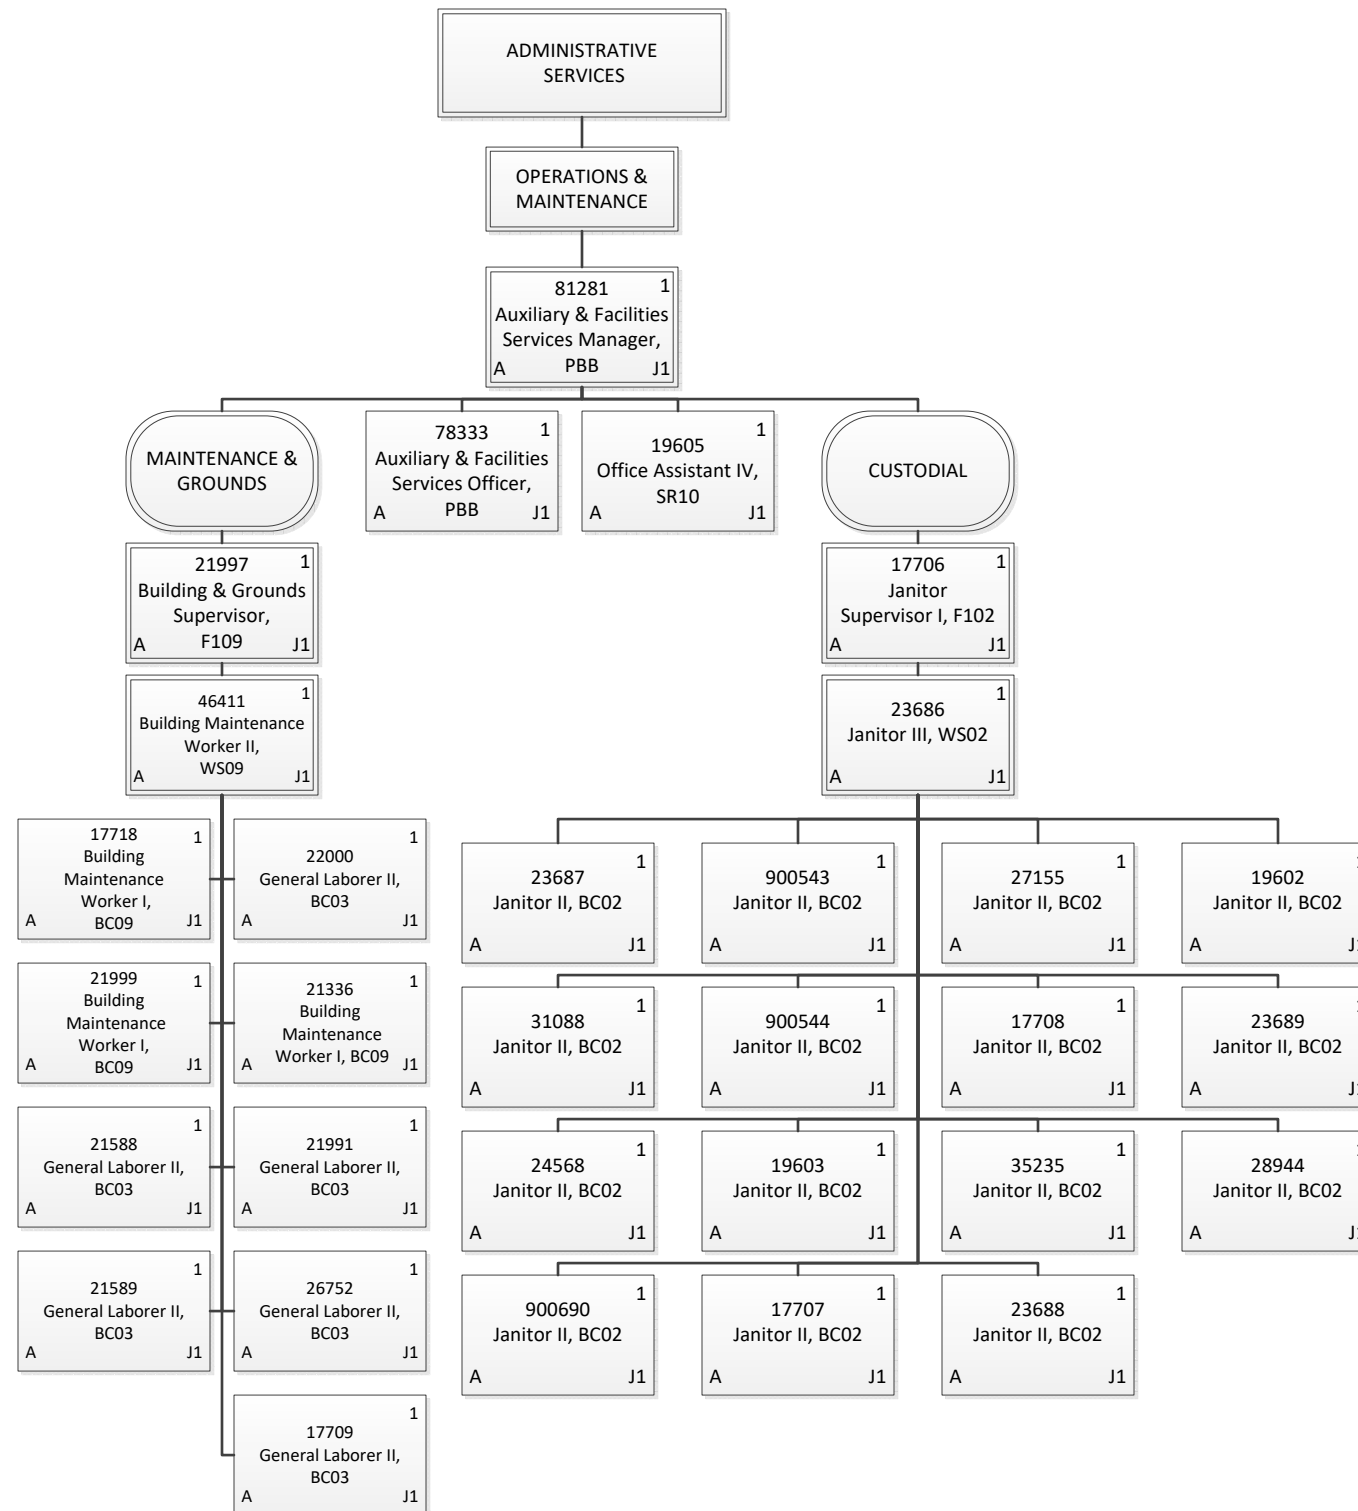 ADMINISTRATIVE
SERVICES
OPERATIONS &
MAINTENANCE
81281 1
Auxiliary & Facilities
Services Manager,
PBB
A J1
MAINTENANCE &
GROUNDS
78333 1
Auxiliary & Facilities
Services Officer,
PBB
A J1
19605 1
Office Assistant IV,
SR10
A J1
CUSTODIAL
21997 1
Building & Grounds
Supervisor,
F109
A J1
17706 1
Janitor
Supervisor I, F102
A J1
46411 1
Building Maintenance
Worker II,
WS09
A J1
23686 1
Janitor III, WS02
A J1
17718 1
Building
Maintenance
Worker I,
BC09
A J1
22000 1
General Laborer II,
BC03
A J1
21999 1
Building
Maintenance
Worker I,
BC09
A J1
21336 1
Building
Maintenance
Worker I, BC09
A J1
21588 1
General Laborer II,
BC03
A J1
21991 1
General Laborer II,
BC03
A J1
21589 1
General Laborer II,
BC03
A J1
26752 1
General Laborer II,
BC03
A J1
17709 1
General Laborer II,
BC03
A J1
23687 1
Janitor II, BC02
A J1
900543 1
Janitor II, BC02
A J1
27155 1
Janitor II, BC02
A J1
19602 1
Janitor II, BC02
A J1
31088 1
Janitor II, BC02
A J1
900544 1
Janitor II, BC02
A J1
17708 1
Janitor II, BC02
A J1
23689 1
Janitor II, BC02
A J1
24568 1
Janitor II, BC02
A J1
19603 1
Janitor II, BC02
A J1
35235 1
Janitor II, BC02
A J1
28944 1
Janitor II, BC02
A J1
900690 1
Janitor II, BC02
A J1
17707 1
Janitor II, BC02
A J1
23688 1
Janitor II, BC02
A J1